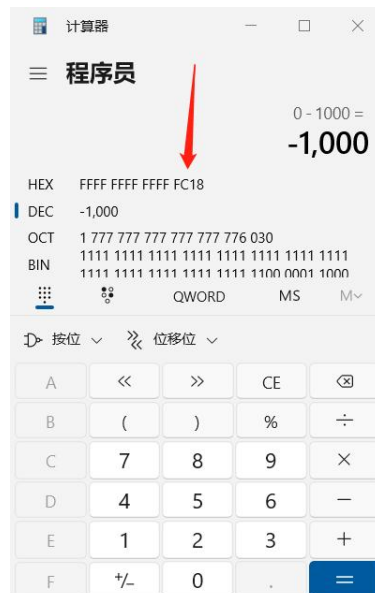 计算器
程序员
0 - 1000 =
-1,000
HEX FFFF FFFF FFFF FC18
DEC -1,000
OCT 1 777 777 777 777 777 776 030
BIN 1111 1111 1111 1111 1111 1111 1111 1111
1111 1111 1111 1111 1111 1100 0001 1000
QWORD MS M
按位 位移位
A << >> CE
B ( ) % ÷
C 7 8 9 ×
D 4 5 6 −
E 1 2 3 +
F +/− 0 . =